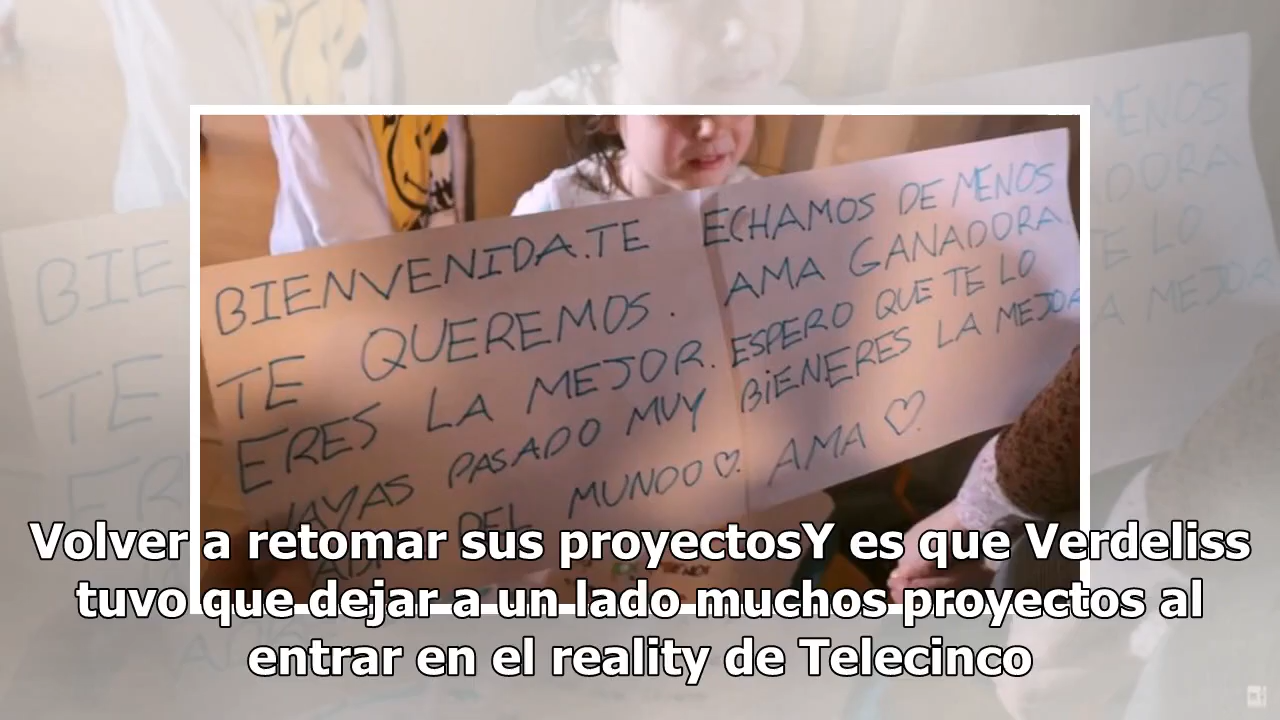 BIENVENIDA.TE ECHAMOS DE MENOS
TE QUEREMOS. AMA GANADORA
ERES LA MEJOR. ESPERO QUE TE LO
HAYAS PASADO MUY BIENERES LA MEJOR
DEL MUNDO♡. AMA ♡
Volver a retomar sus proyectosY es que Verdeliss
tuvo que dejar a un lado muchos proyectos al
entrar en el reality de Telecinco